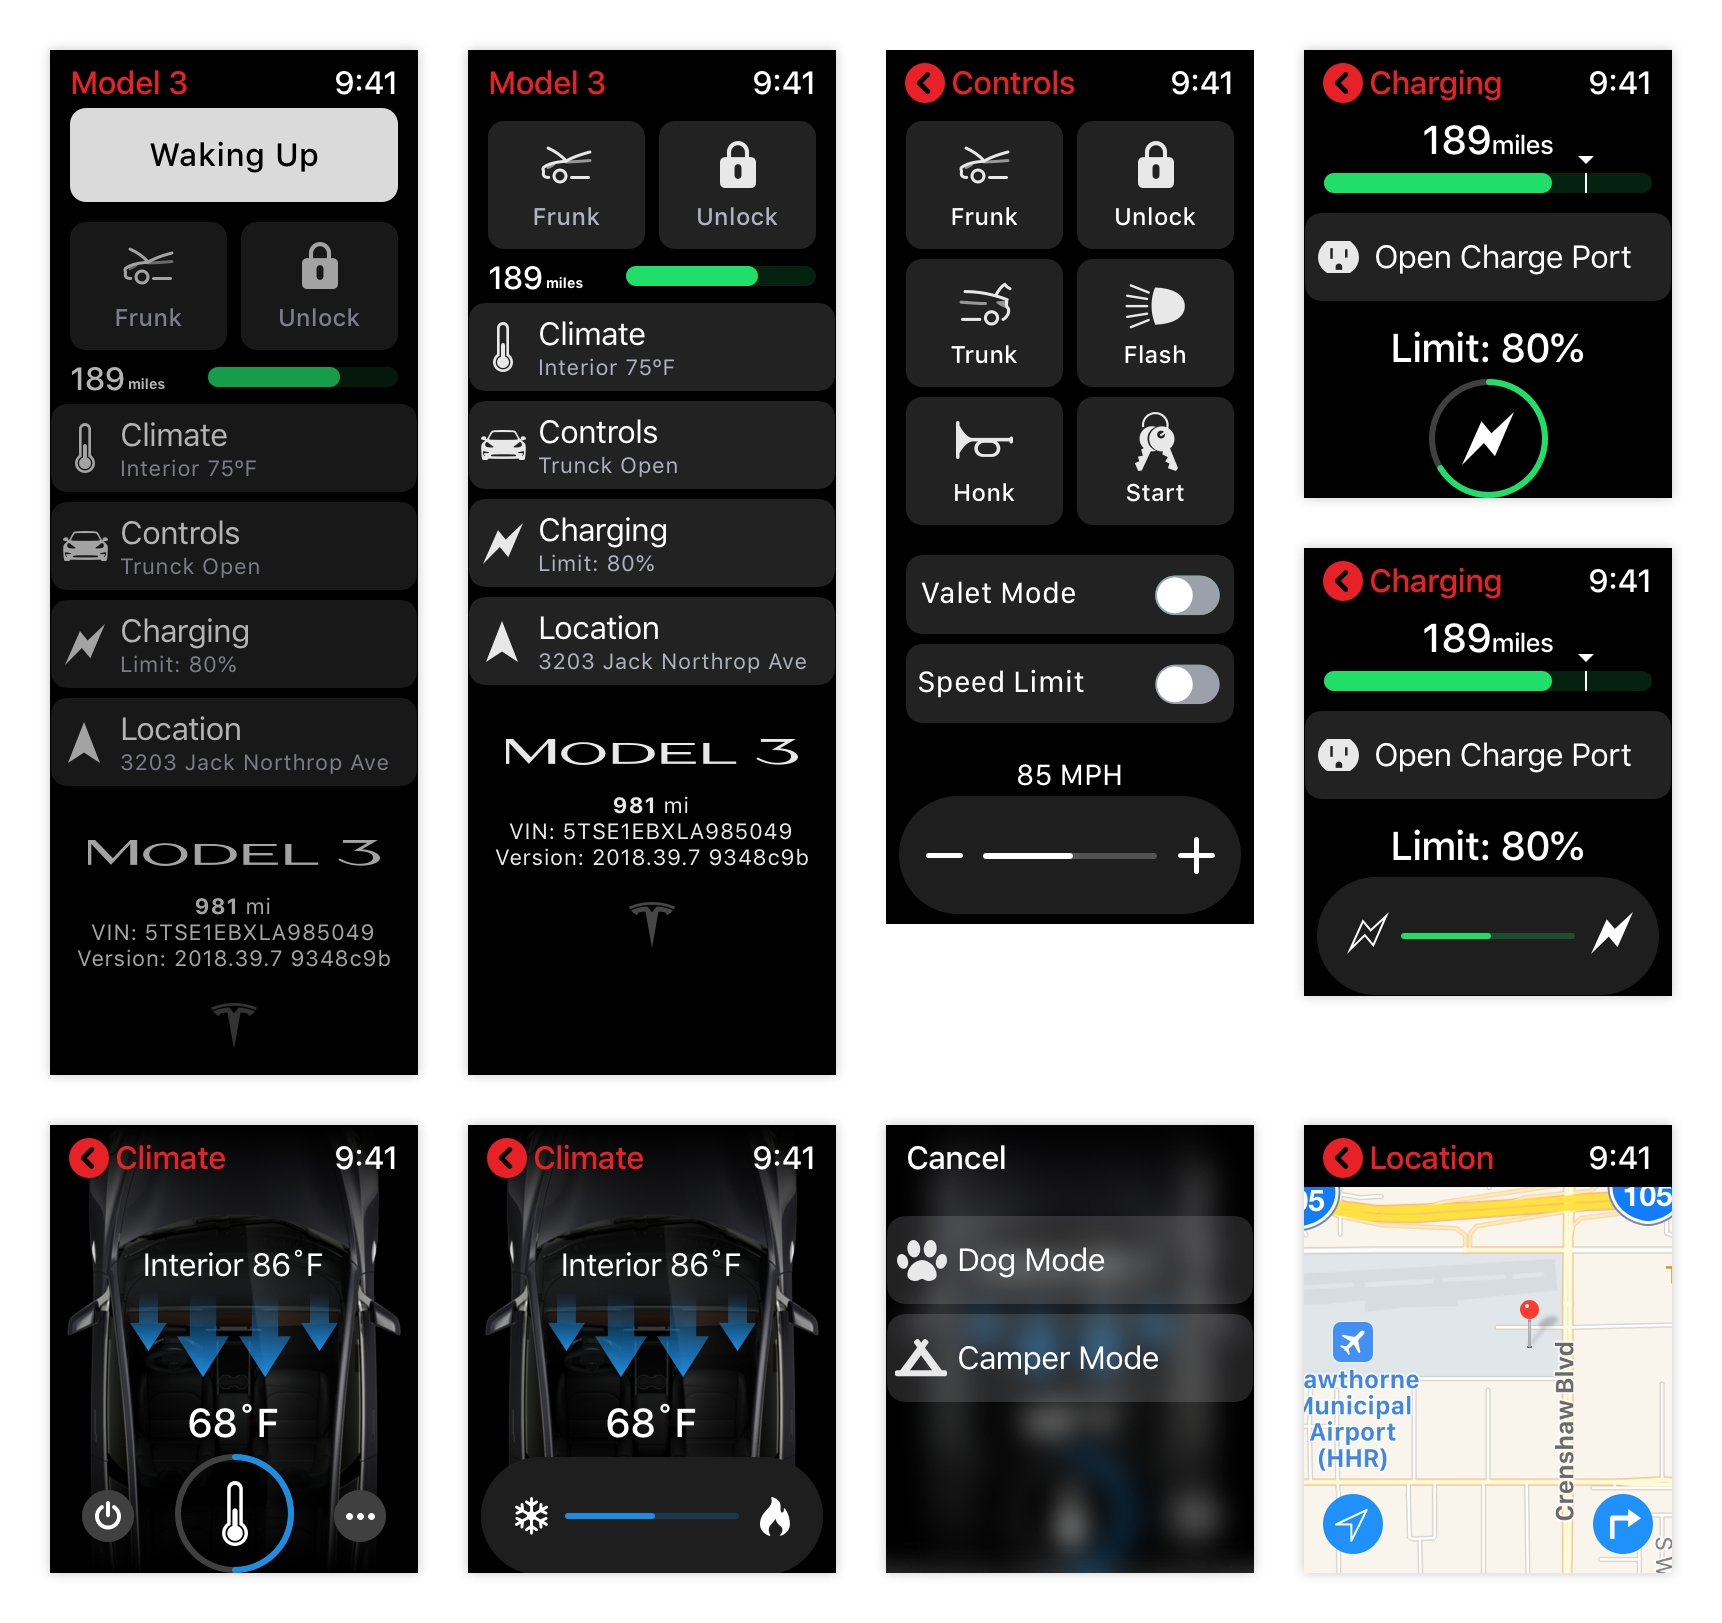 Model 3 9:41
Waking Up
Frunk Unlock
189 miles
Climate
Interior 75ºF
Controls
Trunck Open
Charging
Limit: 80%
Location
3203 Jack Northrop Ave
MODEL 3
981 mi
VIN: 5TSE1EBXLA985049
Version: 2018.39.7 9348c9b
Model 3 9:41
Frunk Unlock
189 miles
Climate
Interior 75ºF
Controls
Trunck Open
Charging
Limit: 80%
Location
3203 Jack Northrop Ave
MODEL 3
981 mi
VIN: 5TSE1EBXLA985049
Version: 2018.39.7 9348c9b
Controls 9:41
Frunk Unlock
Trunk Flash
Honk Start
Valet Mode
Speed Limit
85 MPH
Charging 9:41
189miles
Open Charge Port
Limit: 80%
Charging 9:41
189miles
Open Charge Port
Limit: 80%
Climate 9:41
Interior 86°F
68°F
Climate 9:41
Interior 86°F
68°F
Cancel
Dog Mode
Camper Mode
Location 9:41
05 105
awthorne
Municipal
Airport
(HHR)
Crenshaw Blvd
S W